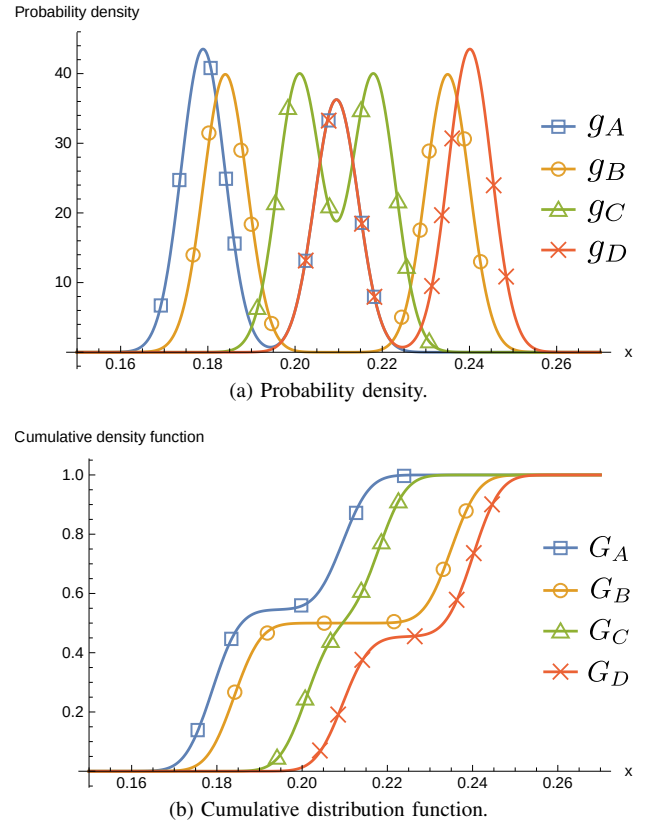 Probability density
40
30
20
10
0.16 0.18 0.20 0.22 0.24 0.26 x
g_A
g_B
g_C
g_D
(a) Probability density.
Cumulative density function
1.0
0.8
0.6
0.4
0.2
0.16 0.18 0.20 0.22 0.24 0.26 x
G_A
G_B
G_C
G_D
(b) Cumulative distribution function.